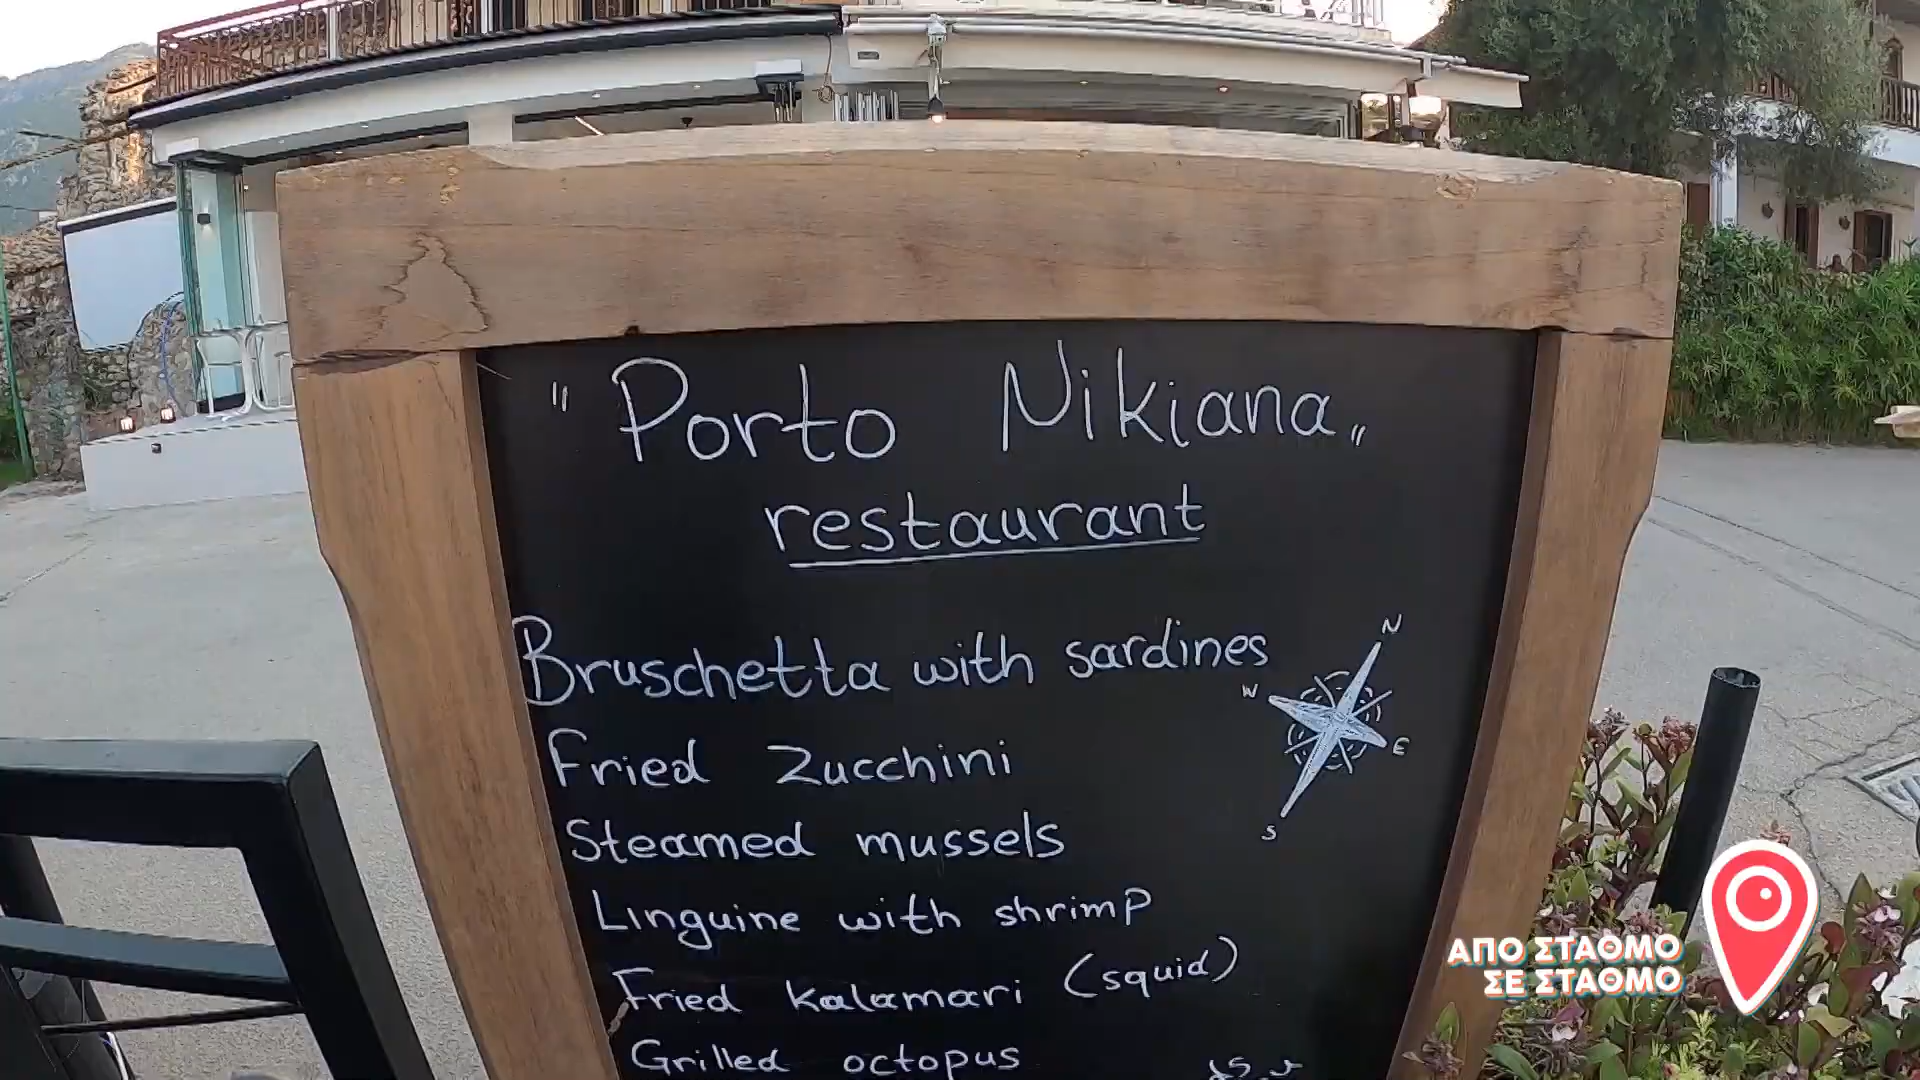 "Porto Nikiana"
restaurant
Bruschetta with sardines
Fried Zucchini
Steamed mussels
Linguine with shrimp
Fried kalamari (squid)
Grilled octopus
N
W
E
S
ΑΠΟ ΣΤΑΘΜΟ
ΣΕ ΣΤΑΘΜΟ